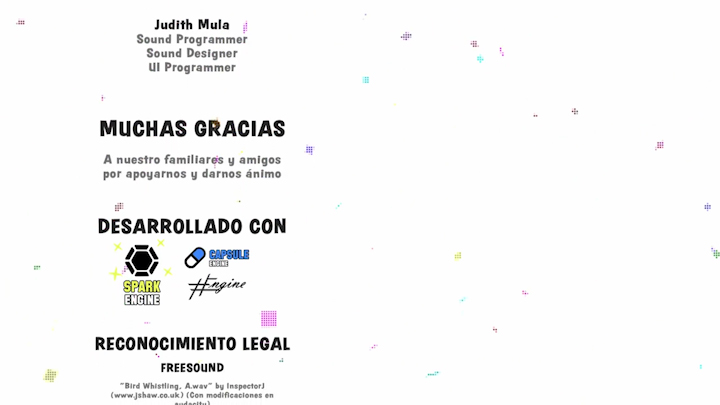 Judith Mula
Sound Programmer
Sound Designer
UI Programmer
MUCHAS GRACIAS
A nuestro familiares y amigos
por apoyarnos y darnos ánimo
DESARROLLADO CON
SPARK
ENGINE
CAPSULE
ENGINE
#Engine
RECONOCIMIENTO LEGAL
FREESOUND
"Bird Whistling, A.wav" by InspectorJ
(www.jshaw.co.uk) (Con modificaciones en
audacity)